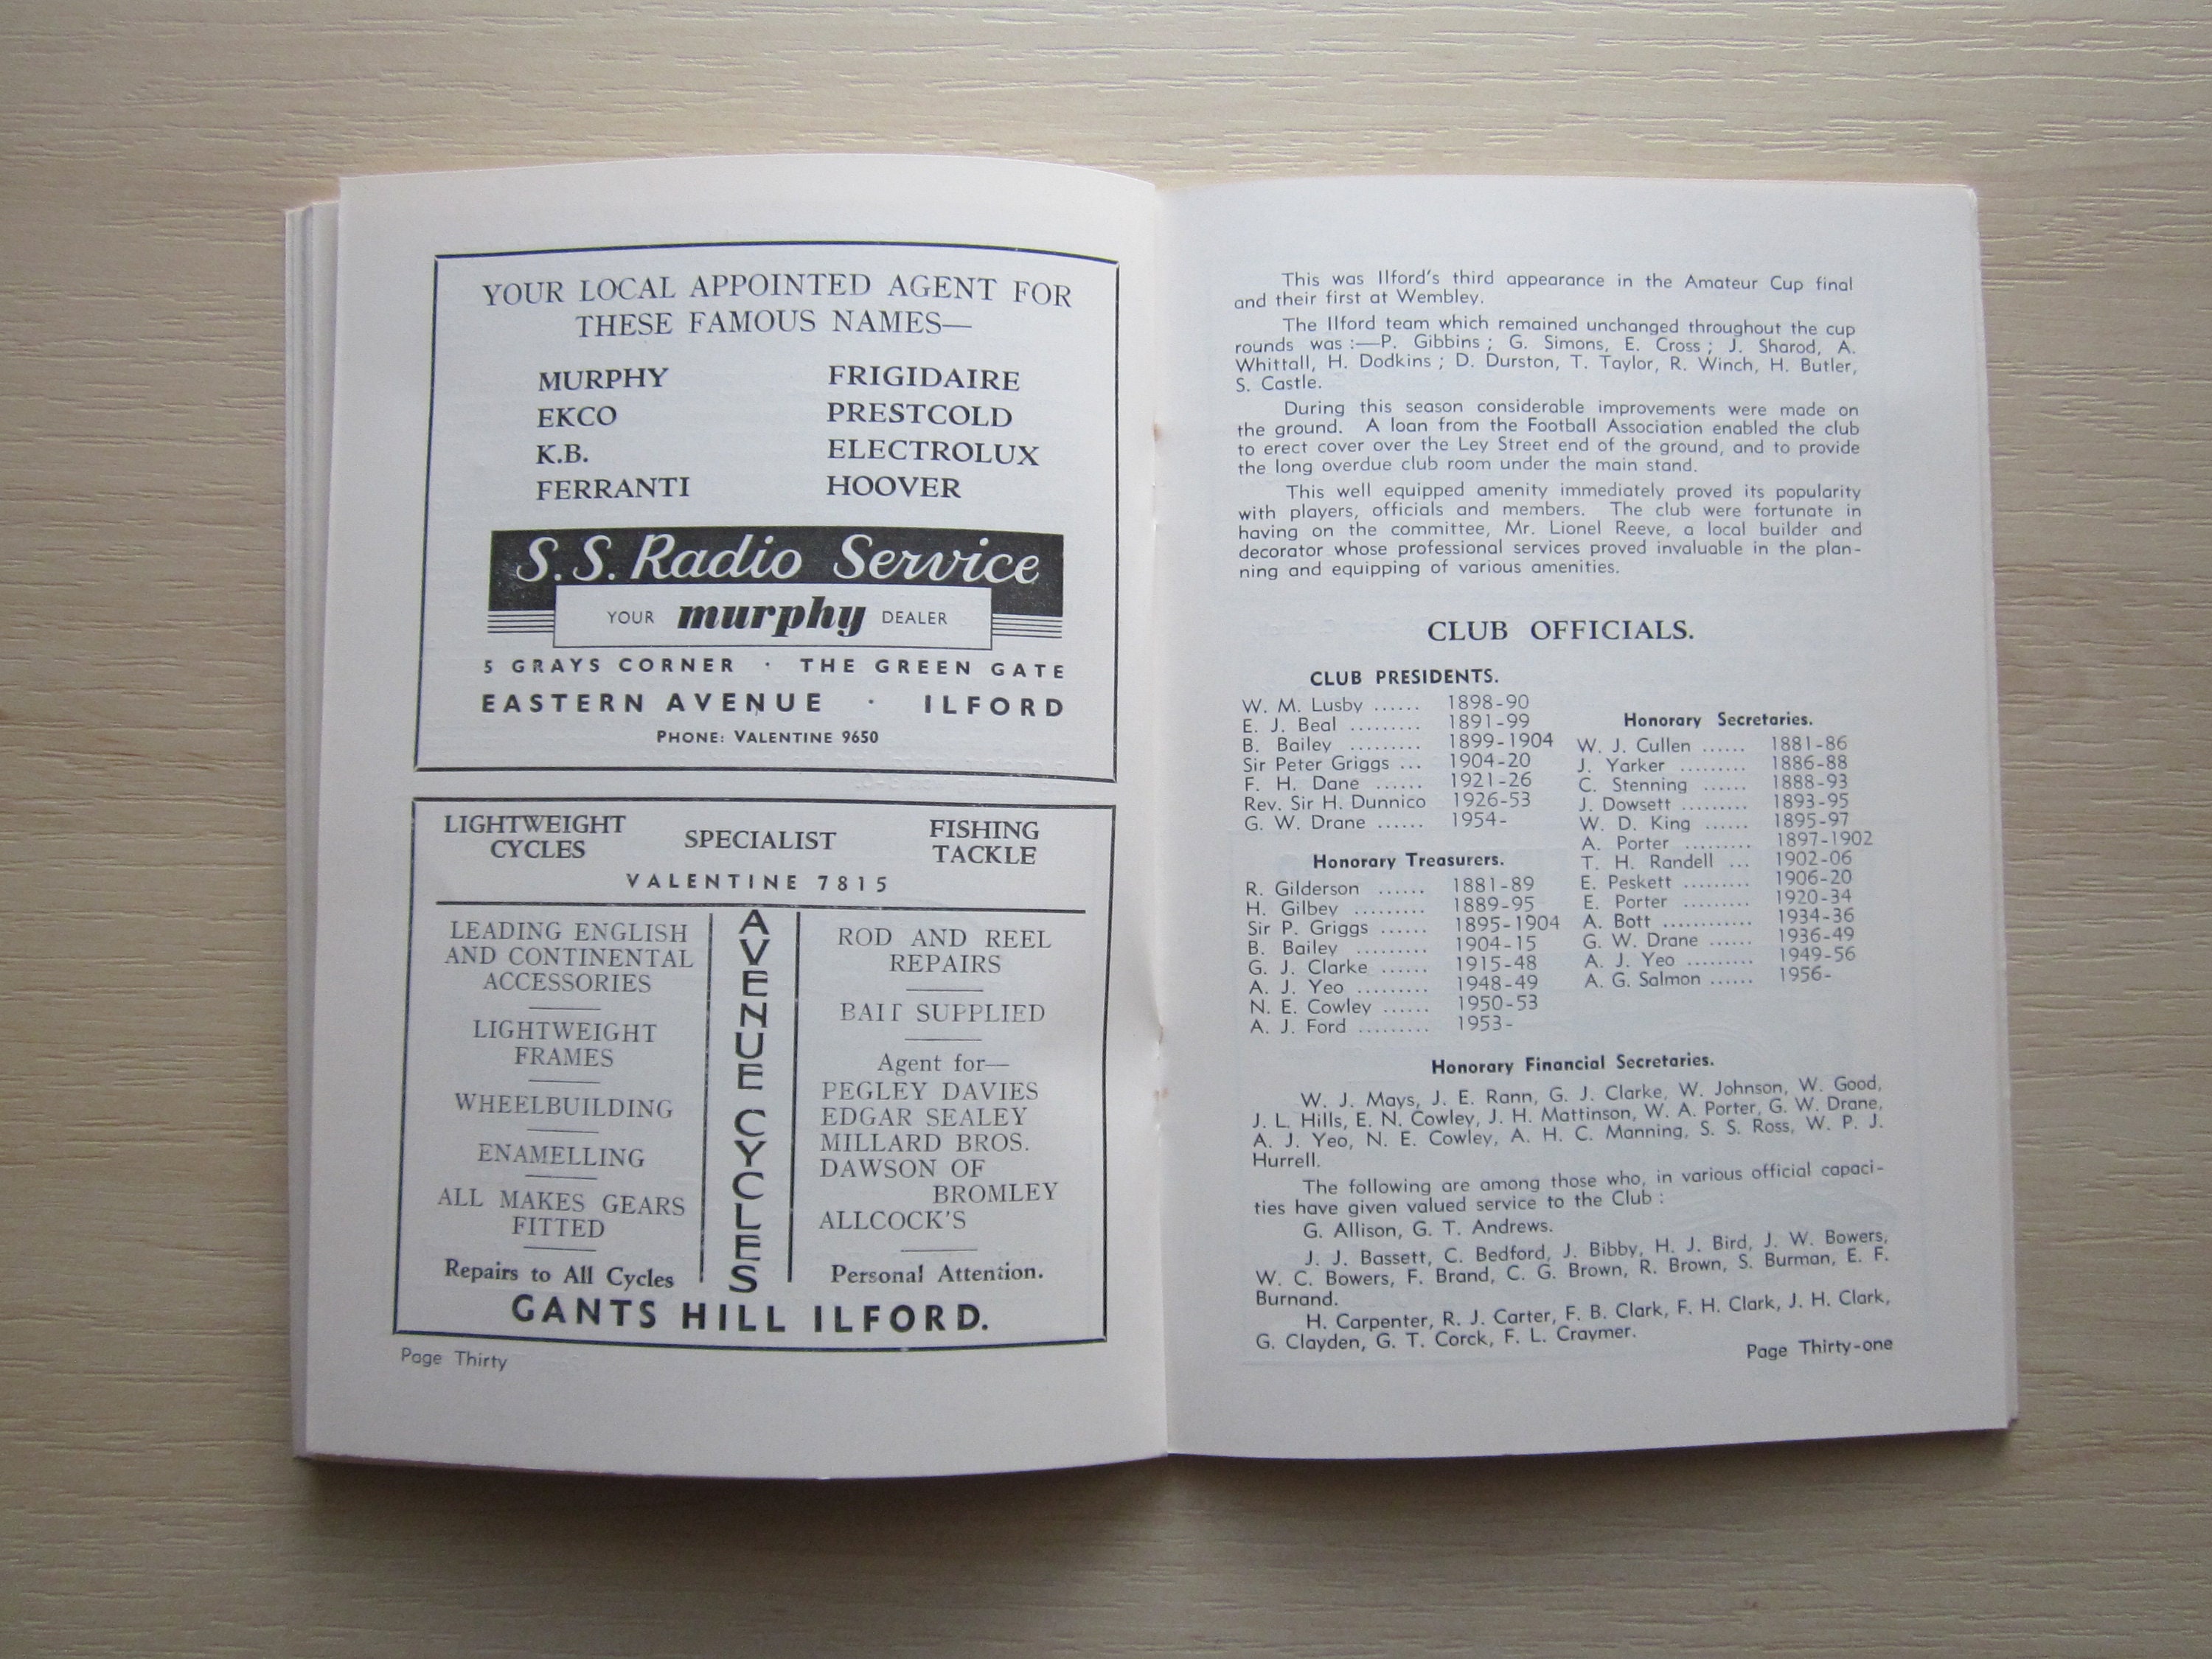 YOUR LOCAL APPOINTED AGENT FOR
THESE FAMOUS NAMES—
MURPHY FRIGIDAIRE
EKCO PRESTCOLD
K.B. ELECTROLUX
FERRANTI HOOVER
S.S. Radio Service
YOUR murphy DEALER
5 GRAYS CORNER · THE GREEN GATE
EASTERN AVENUE · ILFORD
PHONE: VALENTINE 9650
LIGHTWEIGHT
CYCLES
SPECIALIST
FISHING
TACKLE
VALENTINE 7815
LEADING ENGLISH
AND CONTINENTAL
ACCESSORIES
LIGHTWEIGHT
FRAMES
WHEELBUILDING
ENAMELLING
ALL MAKES GEARS
FITTED
Repairs to All Cycles
AVENUE CYCLES
ROD AND REEL
REPAIRS
BAIT SUPPLIED
Agent for—
PEGLEY DAVIES
EDGAR SEALEY
MILLARD BROS.
DAWSON OF
BROMLEY
ALLCOCK'S
Personal Attention.
GANTS HILL ILFORD.
Page Thirty
This was Ilford's third appearance in the Amateur Cup final
and their first at Wembley.
The Ilford team which remained unchanged throughout the cup
rounds was :—P. Gibbins ; G. Simons, E. Cross ; J. Sharod, A.
Whittall, H. Dodkins ; D. Durston, T. Taylor, R. Winch, H. Butler,
S. Castle.
During this season considerable improvements were made on
the ground. A loan from the Football Association enabled the club
to erect cover over the Ley Street end of the ground, and to provide
the long overdue club room under the main stand.
This well equipped amenity immediately proved its popularity
with players, officials and members. The club were fortunate in
having on the committee, Mr. Lionel Reeve, a local builder and
decorator whose professional services proved invaluable in the plan-
ning and equipping of various amenities.
CLUB OFFICIALS.
CLUB PRESIDENTS.
W. M. Lusby ...... 1898-90
E. J. Beal ......... 1891-99
B. Bailey ......... 1899-1904
Sir Peter Griggs ... 1904-20
F. H. Dane ...... 1921-26
Rev. Sir H. Dunnico 1926-53
G. W. Drane ...... 1954-
Honorary Treasurers.
R. Gilderson ...... 1881-89
H. Gilbey ......... 1889-95
Sir P. Griggs ...... 1895-1904
B. Bailey ......... 1904-15
G. J. Clarke ...... 1915-48
A. J. Yeo ......... 1948-49
N. E. Cowley ...... 1950-53
A. J. Ford ......... 1953-
Honorary Secretaries.
W. J. Cullen ...... 1881-86
J. Yarker ......... 1886-88
C. Stenning ...... 1888-93
J. Dowsett ......... 1893-95
W. D. King ...... 1895-97
A. Porter ......... 1897-1902
T. H. Randell ... 1902-06
E. Peskett ......... 1906-20
E. Porter ......... 1920-34
A. Bott ............ 1934-36
G. W. Drane ...... 1936-49
A. J. Yeo ......... 1949-56
A. G. Salmon ...... 1956-
Honorary Financial Secretaries.
W. J. Mays, J. E. Rann, G. J. Clarke, W. Johnson, W. Good,
J. L. Hills, E. N. Cowley, J. H. Mattinson, W. A. Porter, G. W. Drane,
A. J. Yeo, N. E. Cowley, A. H. C. Manning, S. S. Ross, W. P. J.
Hurrell.
The following are among those who, in various official capaci-
ties have given valued service to the Club :
G. Allison, G. T. Andrews.
J. J. Bassett, C. Bedford, J. Bibby, H. J. Bird, J. W. Bowers,
W. C. Bowers, F. Brand, C. G. Brown, R. Brown, S. Burman, E. F.
Burnand.
H. Carpenter, R. J. Carter, F. B. Clark, F. H. Clark, J. H. Clark,
G. Clayden, G. T. Corck, F. L. Craymer.
Page Thirty-one